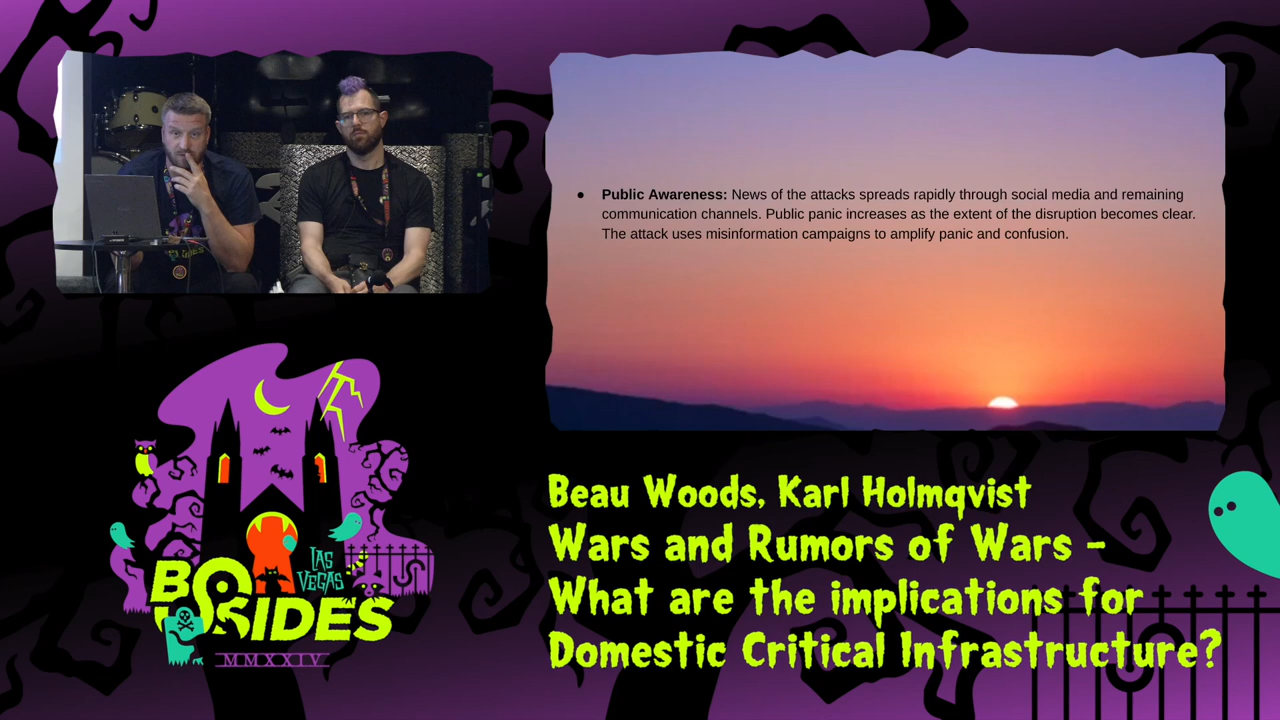 ● Public Awareness: News of the attacks spreads rapidly through social media and remaining
communication channels. Public panic increases as the extent of the disruption becomes clear.
The attack uses misinformation campaigns to amplify panic and confusion.
BSIDES
LAS
VEGAS
MMXXIV
Beau Woods, Karl Holmqvist
Wars and Rumors of Wars -
What are the implications for
Domestic Critical Infrastructure?